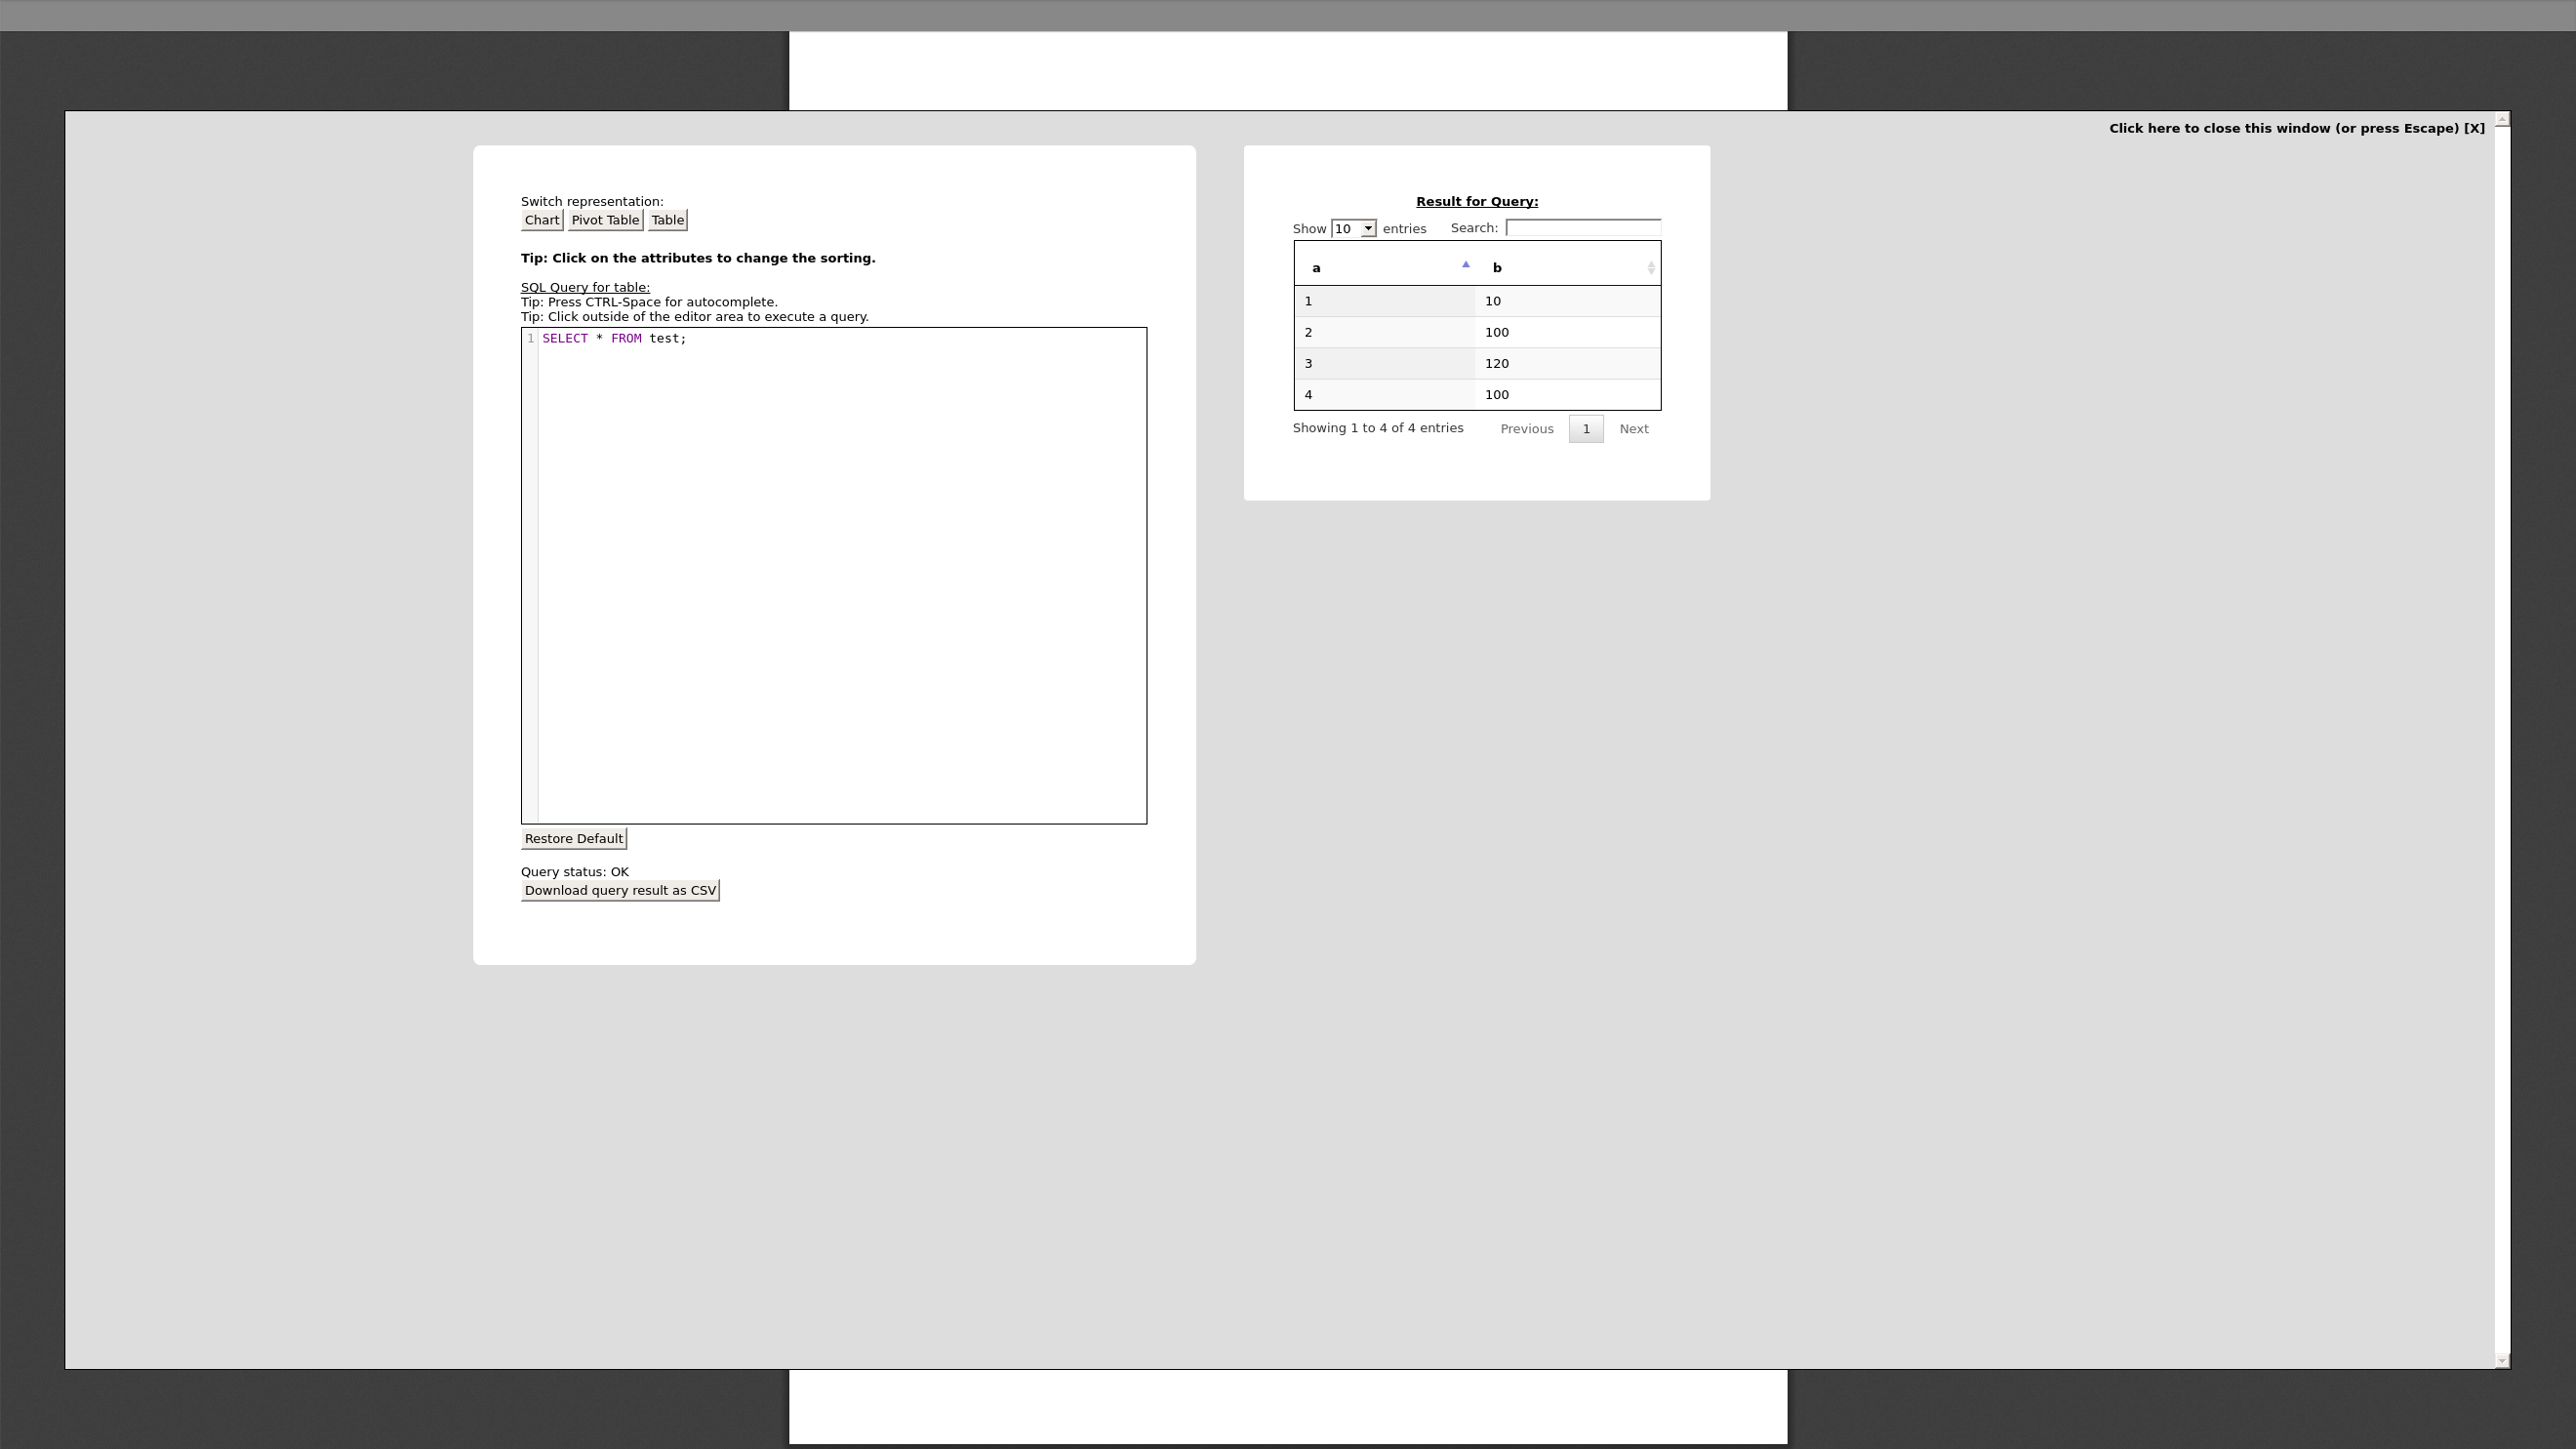 Click here to close this window (or press Escape) [X]
Switch representation:
Chart Pivot Table Table
Tip: Click on the attributes to change the sorting.
SQL Query for table:
Tip: Press CTRL-Space for autocomplete.
Tip: Click outside of the editor area to execute a query.
1 SELECT * FROM test;
Restore Default
Query status: OK
Download query result as CSV
Result for Query:
Show 10 entries Search:
a b
1 10
2 100
3 120
4 100
Showing 1 to 4 of 4 entries Previous 1 Next